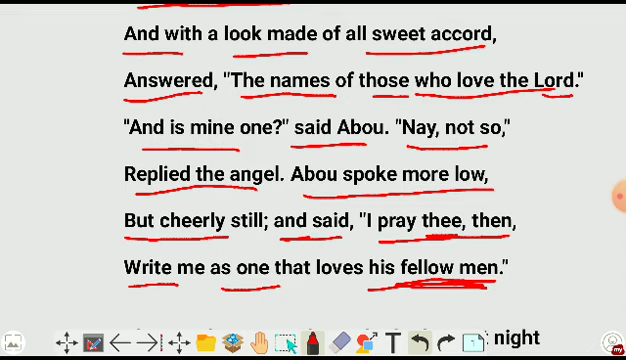 And with a look made of all sweet accord,
Answered, "The names of those who love the Lord."
"And is mine one?" said Abou. "Nay, not so,"
Replied the angel. Abou spoke more low,
But cheerly still; and said, "I pray thee, then,
Write me as one that loves his fellow men."
night